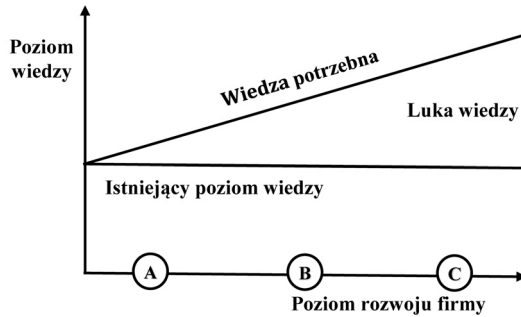 Poziom
wiedzy
Wiedza potrzebna
Luka wiedzy
Istniejący poziom wiedzy
A
B
C
Poziom rozwoju firmy